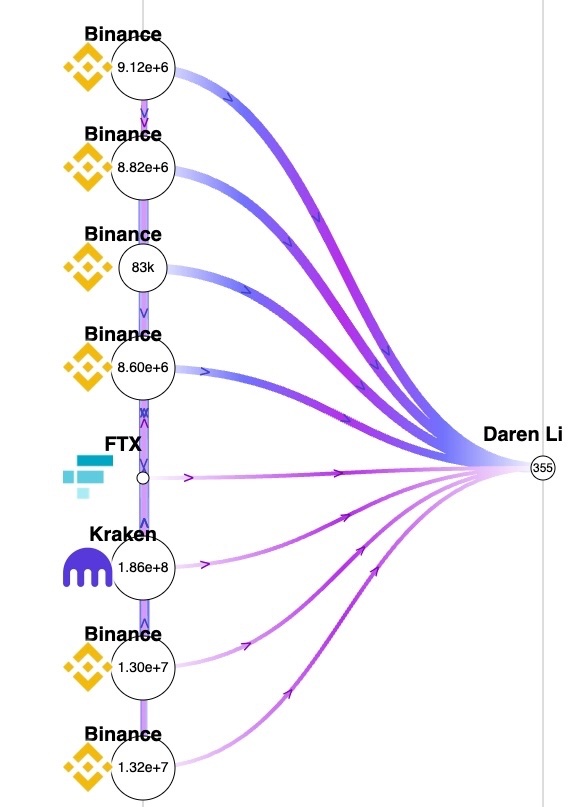 Binance
9.12e+6
Binance
8.82e+6
Binance
83k
Binance
8.60e+6
Daren Li
FTX
355
Kraken
1.86e+8
Binance
1.30e+7
Binance
1.32e+7